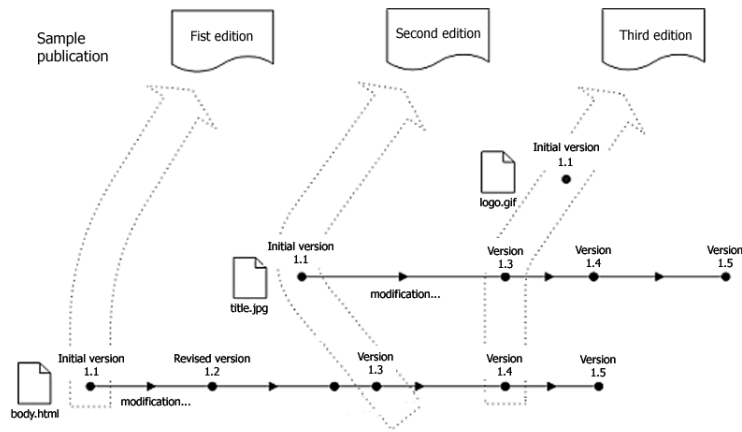 Sample
publication
Fist edition
Second edition
Third edition
Initial version
1.1
logo.gif
Initial version
1.1
Version
1.3
Version
1.4
Version
1.5
title.jpg
modification...
Initial version
1.1
Revised version
1.2
Version
1.3
Version
1.4
Version
1.5
body.html
modification...